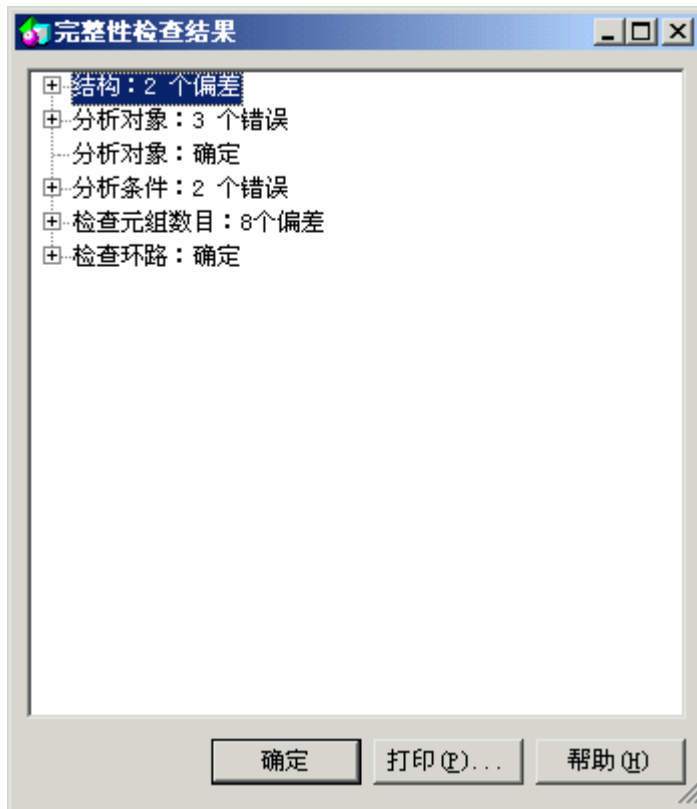 完整性检查结果
结构：2 个偏差
分析对象：3 个错误
分析对象：确定
分析条件：2 个错误
检查元组数目：8个偏差
检查环路：确定
确定 打印(P)... 帮助(H)